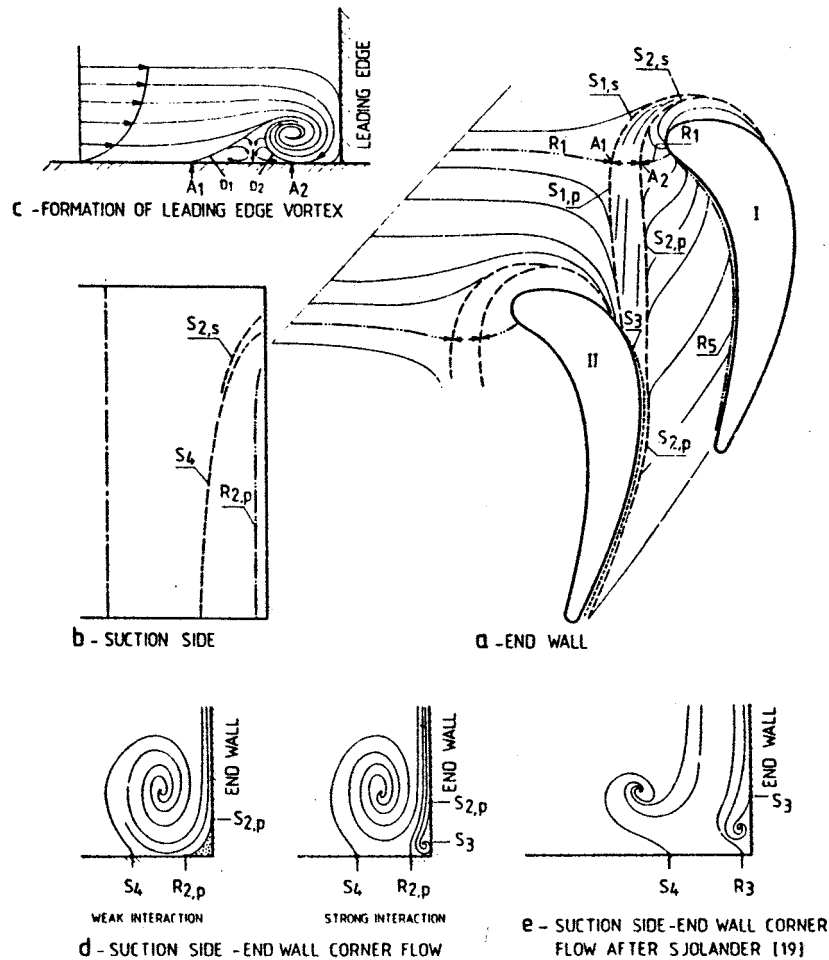 LEADING EDGE
A1 D1 D2 A2
C - FORMATION OF LEADING EDGE VORTEX
S2,s
S1,s
R1 A1 R1
A2
S1,p
S2,p
I
S3
R5
II
S2,p
a - END WALL
S2,s
S4
R2,p
b - SUCTION SIDE
END WALL
S2,p
S4 R2,p
WEAK INTERACTION
END WALL
S2,p
S3
S4 R2,p
STRONG INTERACTION
d - SUCTION SIDE - END WALL CORNER FLOW
END WALL
S3
S4 R3
e - SUCTION SIDE-END WALL CORNER
FLOW AFTER SJOLANDER [19]